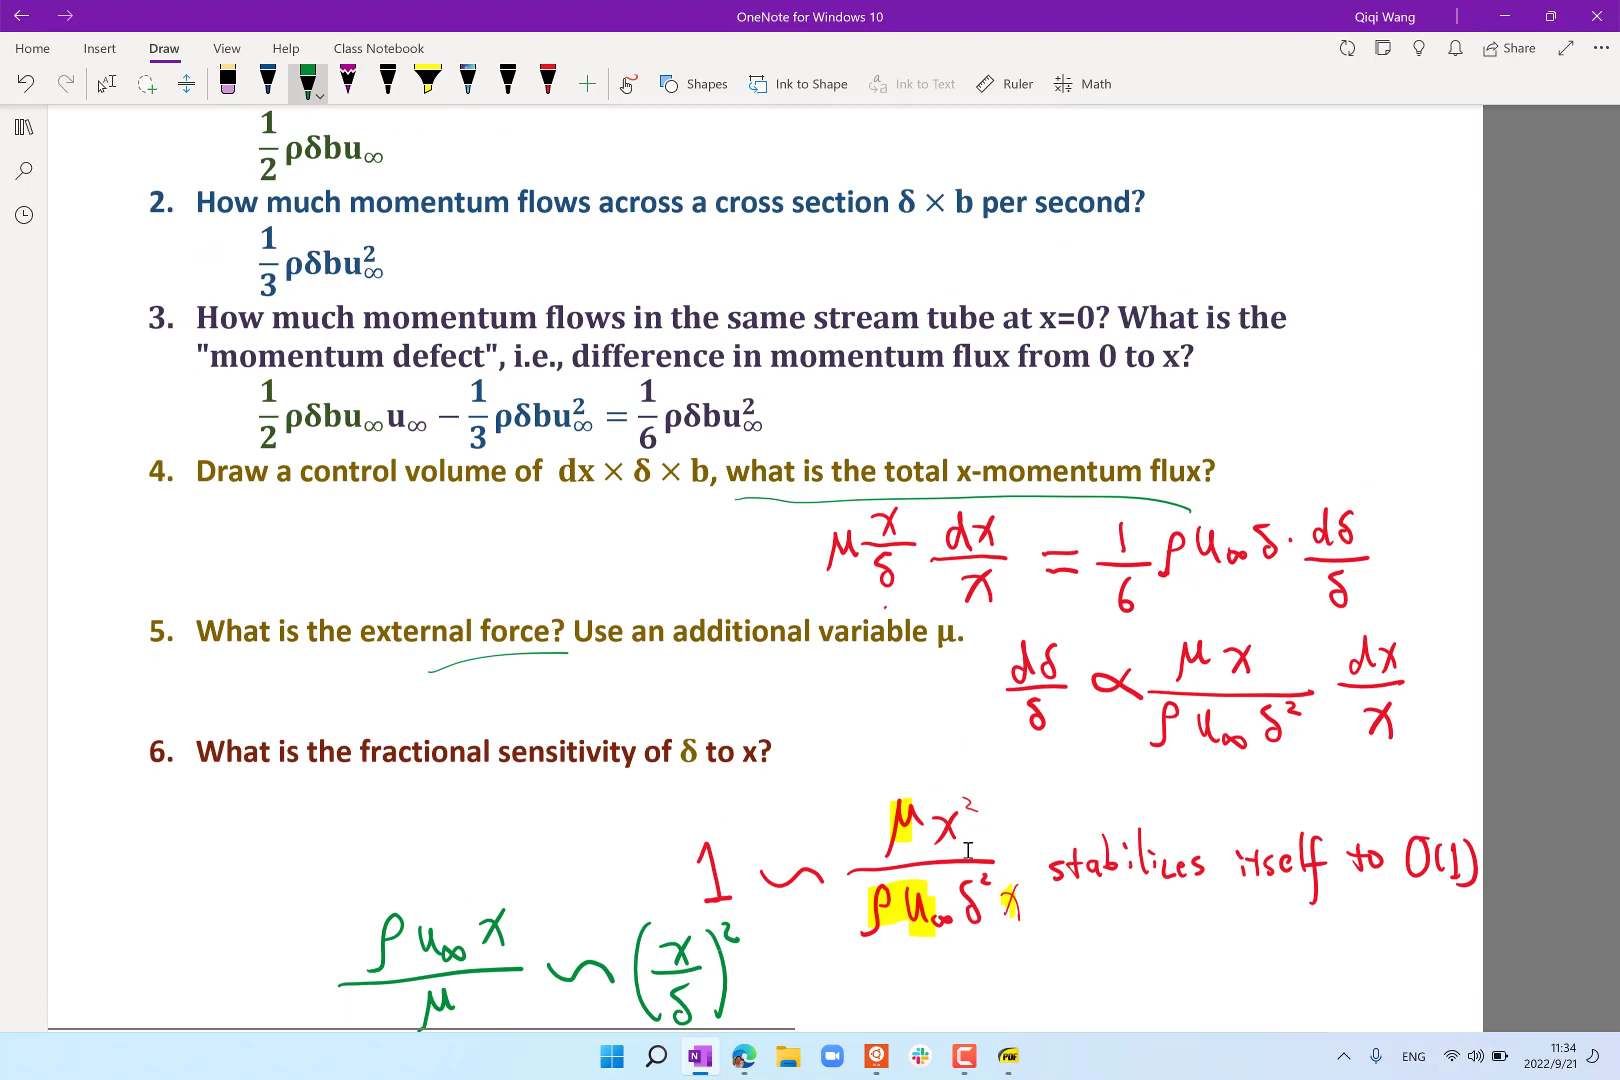 OneNote for Windows 10
Qiqi Wang
Home Insert Draw View Help Class Notebook
Share
Shapes Ink to Shape Ink to Text Ruler Math
1/2 ρδbu∞
2. How much momentum flows across a cross section δ × b per second?
1/3 ρδbu∞²
3. How much momentum flows in the same stream tube at x=0? What is the
"momentum defect", i.e., difference in momentum flux from 0 to x?
1/2 ρδbu∞u∞ − 1/3 ρδbu∞² = 1/6 ρδbu∞²
4. Draw a control volume of dx × δ × b, what is the total x-momentum flux?
μ x/δ dx/x = 1/6 ρ u∞ δ · dδ/δ
5. What is the external force? Use an additional variable μ.
dδ/δ ∝ μx/(ρ u∞ δ²) dx/x
6. What is the fractional sensitivity of δ to x?
1 ~ μx²/(ρ u∞ δ² x) stabilizes itself to O(1)
ρ u∞ x/μ ~ (x/δ)²
PDF
ENG
11:34
2022/9/21